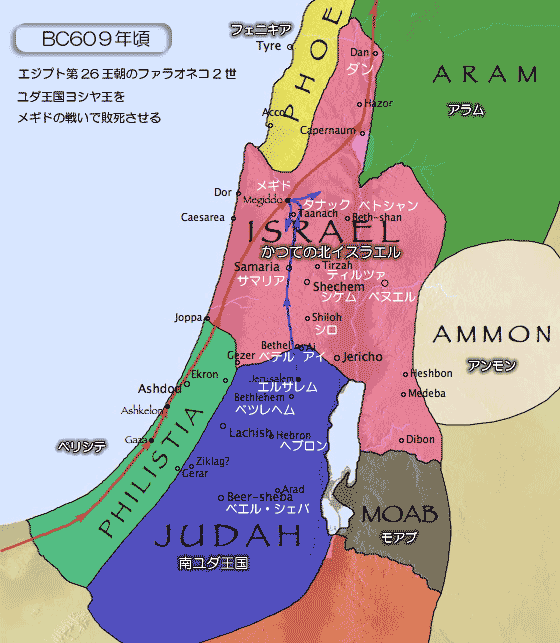 BC609年頃
エジプト第26王朝のファラオネコ2世
ユダ王国ヨシヤ王を
メギドの戦いで敗死させる
フェニキア
Tyre
PHOE
Dan
ダン
ARAM
アラム
Hazor
Acco
Capernaum
メギド
Megiddo
Dor
タナック
ベトシャン
Taanach
Beth-shan
Caesarea
ISRAEL
かつての北イスラエル
Samaria
サマリア
Tirzah
ティルツァ
Shechem
シケム
ペヌエル
Joppa
Shiloh
シロ
AMMON
アンモン
Bethel
Ai
Gezer
ベテル
アイ
Jericho
Ekron
Jerusalem
エルサレム
Heshbon
Ashdod
Bethlehem
ベツレヘム
Medeba
Ashkelon
Lachish
Hebron
ヘブロン
Gaza
Dibon
ペリシテ
PHILISTIA
Ziklag?
Gerar
Arad
Beer-sheba
ベエル・シェバ
MOAB
モアブ
JUDAH
南ユダ王国